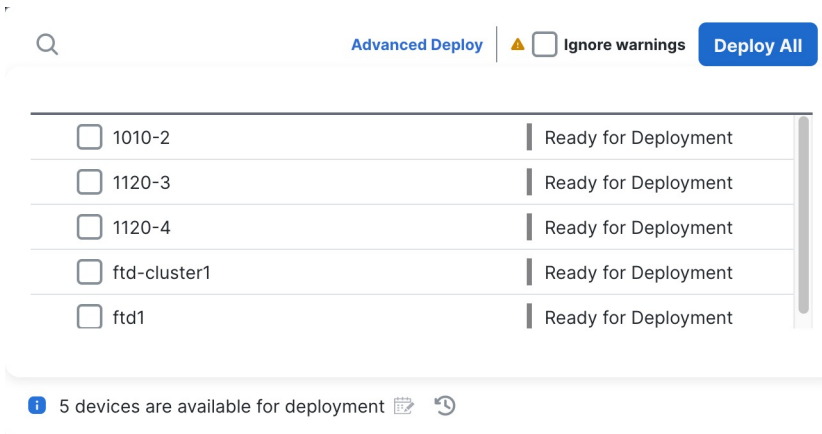 Advanced Deploy Ignore warnings Deploy All
1010-2 Ready for Deployment
1120-3 Ready for Deployment
1120-4 Ready for Deployment
ftd-cluster1 Ready for Deployment
ftd1 Ready for Deployment
5 devices are available for deployment